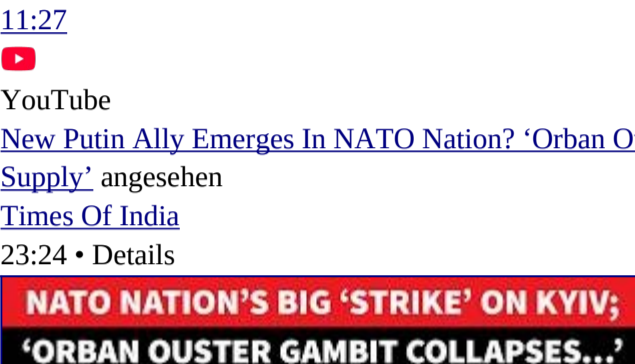 11:27
YouTube
New Putin Ally Emerges In NATO Nation? ‘Orban
Supply’ angesehen
Times Of India
23:24 • Details
NATO NATION’S BIG ‘STRIKE’ ON KYIV;
‘ORBAN OUSTER GAMBIT COLLAPSES...’